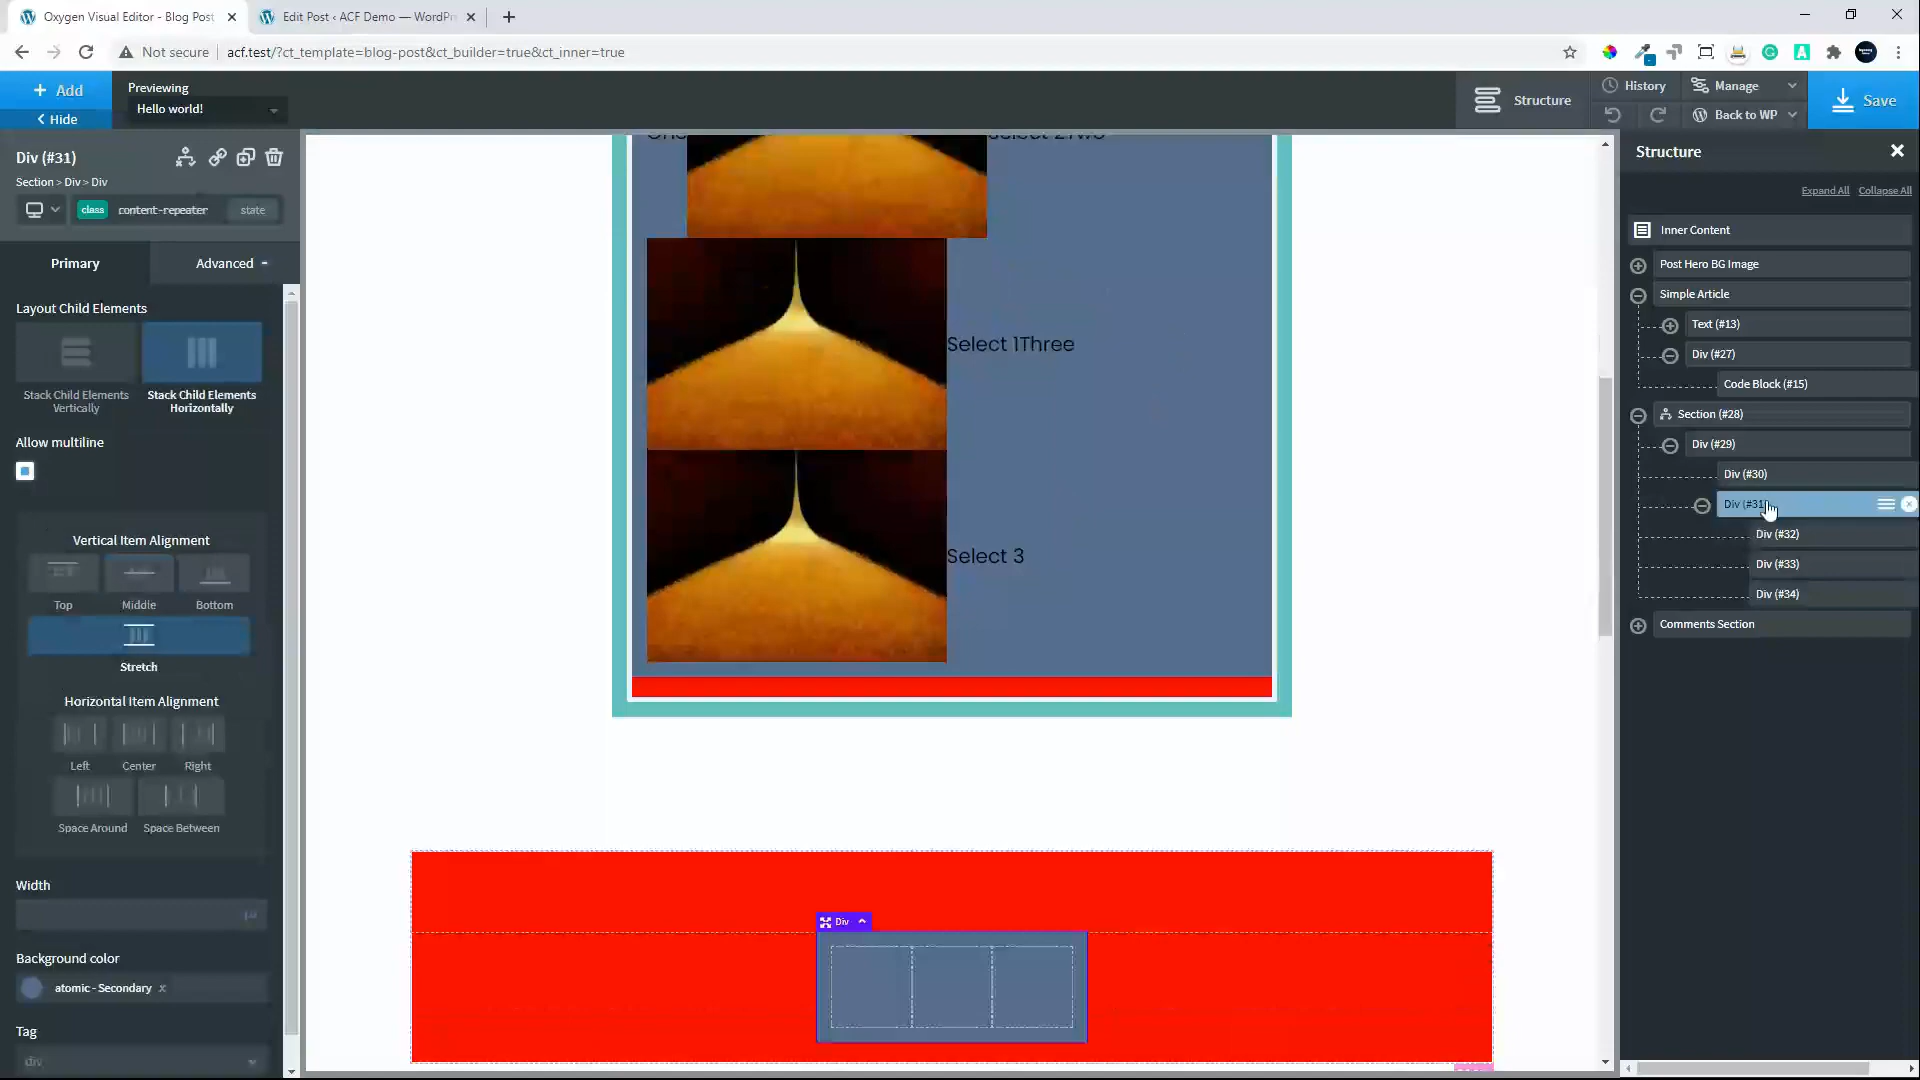 Oxygen Visual Editor - Blog Post
Edit Post ‹ ACF Demo — WordPr
Not secure
acf.test/?ct_template=blog-post&ct_builder=true&ct_inner=true
+ Add
Previewing
Hello world!
< Hide
Structure
History
Manage
Back to WP
Save
Div (#31)
Section > Div > Div
class
content-repeater
state
Primary
Advanced
Layout Child Elements
Stack Child Elements Vertically
Stack Child Elements Horizontally
Allow multiline
Vertical Item Alignment
Top
Middle
Bottom
Stretch
Horizontal Item Alignment
Left
Center
Right
Space Around
Space Between
Width
Background color
atomic - Secondary x
Tag
div
One
Select 2Two
Select 1Three
Select 3
Div
Structure
Expand All
Collapse All
Inner Content
Post Hero BG Image
Simple Article
Text (#13)
Div (#27)
Code Block (#15)
Section (#28)
Div (#29)
Div (#30)
Div (#31)
Div (#32)
Div (#33)
Div (#34)
Comments Section